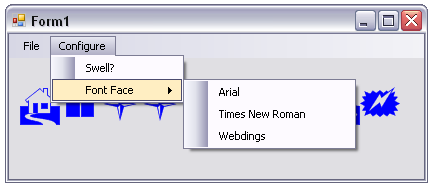 Form1
File Configure
Swell?
Font Face
Arial
Times New Roman
Webdings